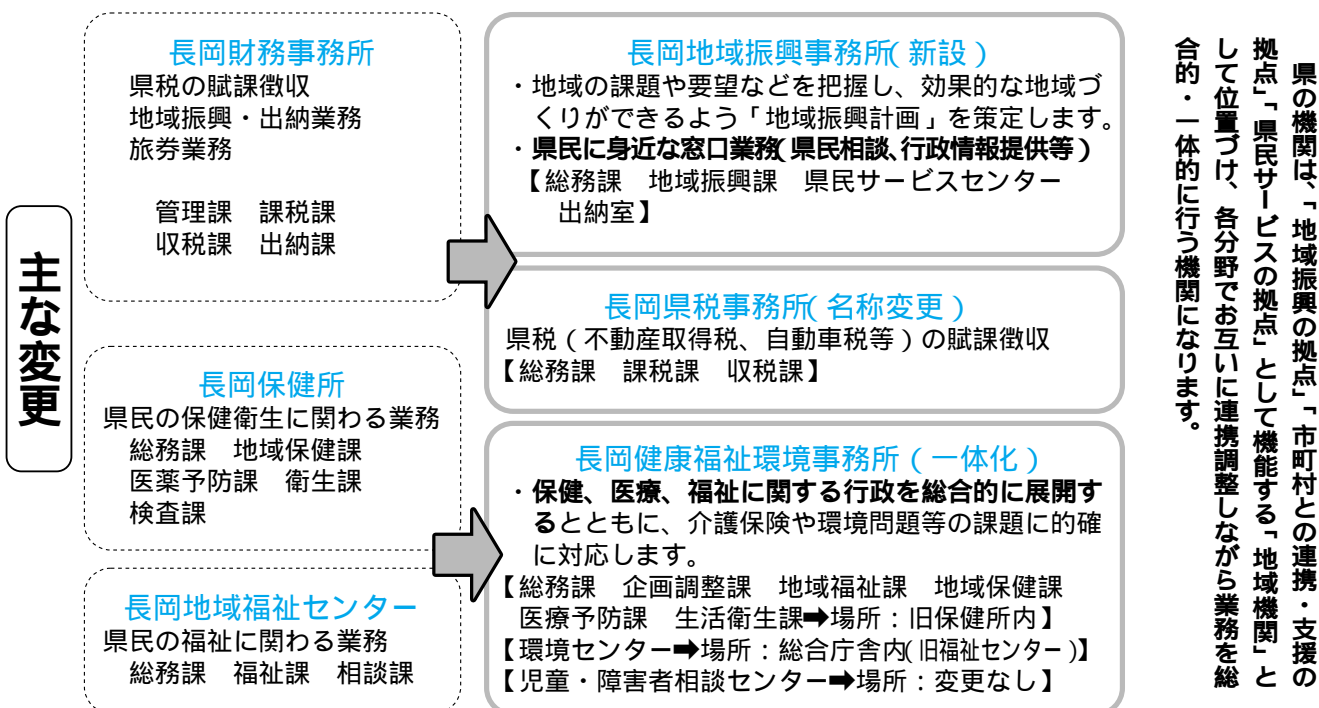 県の機関は、「地域振興の拠点」「市町村との連携・支援の
拠点」「県民サービスの拠点」として機能する「地域機関」と
して位置づけ、各分野でお互いに連携調整しながら業務を総
合的・一体的に行う機関になります。
主な変更
長岡財務事務所
県税の賦課徴収
地域振興・出納業務
旅券業務
管理課　課税課
収税課　出納課
長岡保健所
県民の保健衛生に関わる業務
総務課　地域保健課
医薬予防課　衛生課
検査課
長岡地域福祉センター
県民の福祉に関わる業務
総務課　福祉課　相談課
長岡地域振興事務所(新設)
・地域の課題や要望などを把握し、効果的な地域づ
くりができるよう「地域振興計画」を策定します。
・県民に身近な窓口業務(県民相談、行政情報提供等)
【総務課　地域振興課　県民サービスセンター
出納室】
長岡県税事務所(名称変更)
県税(不動産取得税、自動車税等)の賦課徴収
【総務課　課税課　収税課】
長岡健康福祉環境事務所(一体化)
・保健、医療、福祉に関する行政を総合的に展開す
るとともに、介護保険や環境問題等の課題に的確
に対応します。
【総務課　企画調整課　地域福祉課　地域保健課
医療予防課　生活衛生課➡場所：旧保健所内】
【環境センター➡場所：総合庁舎内(旧福祉センター)】
【児童・障害者相談センター➡場所：変更なし】